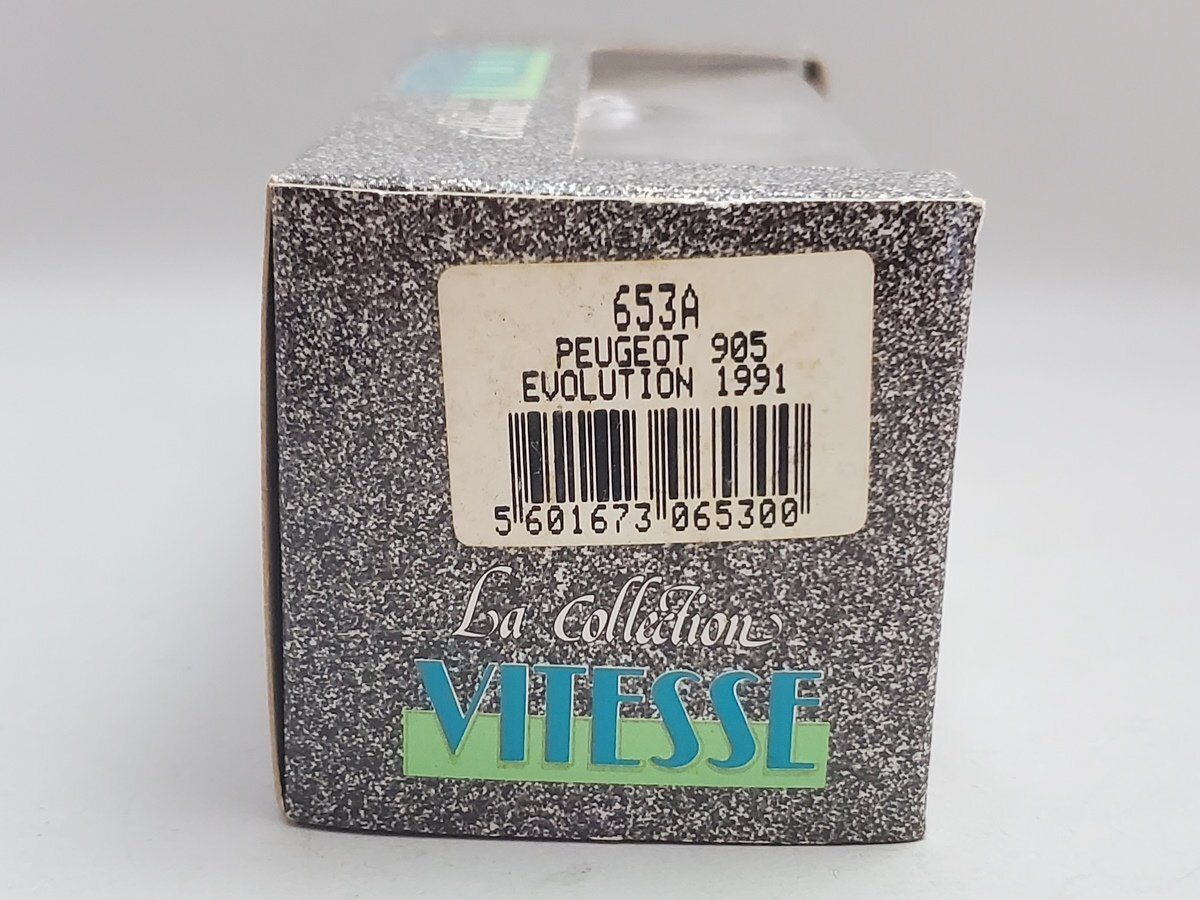 653A
PEUGEOT 905
EVOLUTION 1991
5 601673 065300
La Collection
VITESSE